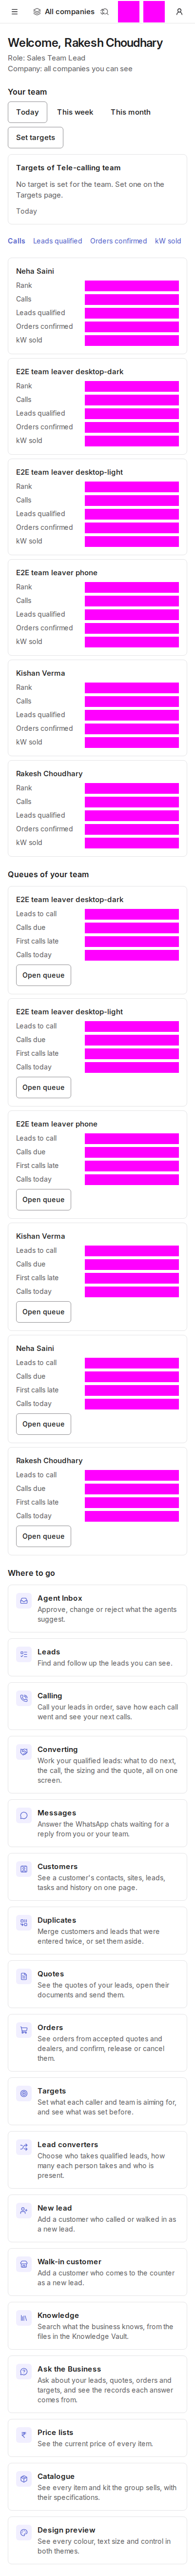 All companies
Welcome, Rakesh Choudhary
Role: Sales Team Lead
Company: all companies you can see
Your team
Today This week This month
Set targets
Targets of Tele-calling team
No target is set for the team. Set one on the
Targets page.
Today
Calls Leads qualified Orders confirmed kW sold
Neha Saini
Rank
Calls
Leads qualified
Orders confirmed
kW sold
E2E team leaver desktop-dark
Rank
Calls
Leads qualified
Orders confirmed
kW sold
E2E team leaver desktop-light
Rank
Calls
Leads qualified
Orders confirmed
kW sold
E2E team leaver phone
Rank
Calls
Leads qualified
Orders confirmed
kW sold
Kishan Verma
Rank
Calls
Leads qualified
Orders confirmed
kW sold
Rakesh Choudhary
Rank
Calls
Leads qualified
Orders confirmed
kW sold
Queues of your team
E2E team leaver desktop-dark
Leads to call
Calls due
First calls late
Calls today
Open queue
E2E team leaver desktop-light
Leads to call
Calls due
First calls late
Calls today
Open queue
E2E team leaver phone
Leads to call
Calls due
First calls late
Calls today
Open queue
Kishan Verma
Leads to call
Calls due
First calls late
Calls today
Open queue
Neha Saini
Leads to call
Calls due
First calls late
Calls today
Open queue
Rakesh Choudhary
Leads to call
Calls due
First calls late
Calls today
Open queue
Where to go
Agent Inbox
Approve, change or reject what the agents
suggest.
Leads
Find and follow up the leads you can see.
Calling
Call your leads in order, save how each call
went and see your next calls.
Converting
Work your qualified leads: what to do next,
the call, the sizing and the quote, all on one
screen.
Messages
Answer the WhatsApp chats waiting for a
reply from you or your team.
Customers
See a customer's contacts, sites, leads,
tasks and history on one page.
Duplicates
Merge customers and leads that were
entered twice, or set them aside.
Quotes
See the quotes of your leads, open their
documents and send them.
Orders
See orders from accepted quotes and
dealers, and confirm, release or cancel
them.
Targets
Set what each caller and team is aiming for,
and see what was set before.
Lead converters
Choose who takes qualified leads, how
many each person takes and who is
present.
New lead
Add a customer who called or walked in as
a new lead.
Walk-in customer
Add a customer who comes to the counter
as a new lead.
Knowledge
Search what the business knows, from the
files in the Knowledge Vault.
Ask the Business
Ask about your leads, quotes, orders and
targets, and see the records each answer
comes from.
Price lists
See the current price of every item.
Catalogue
See every item and kit the group sells, with
their specifications.
Design preview
See every colour, text size and control in
both themes.